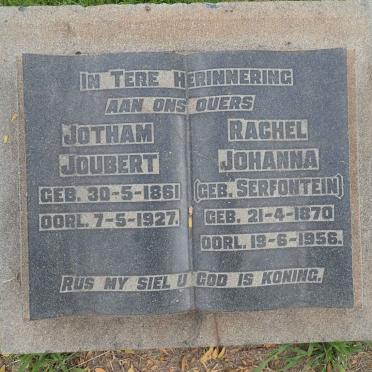 IN TERE HERINNERING
AAN ONS OUERS
JOTHAM
JOUBERT
GEB. 30-5-1861
OORL. 7-5-1927.
RACHEL
JOHANNA
(GEB. SERFONTEIN)
GEB. 21-4-1870
OORL. 19-6-1956.
RUS MY SIEL U GOD IS KONING.